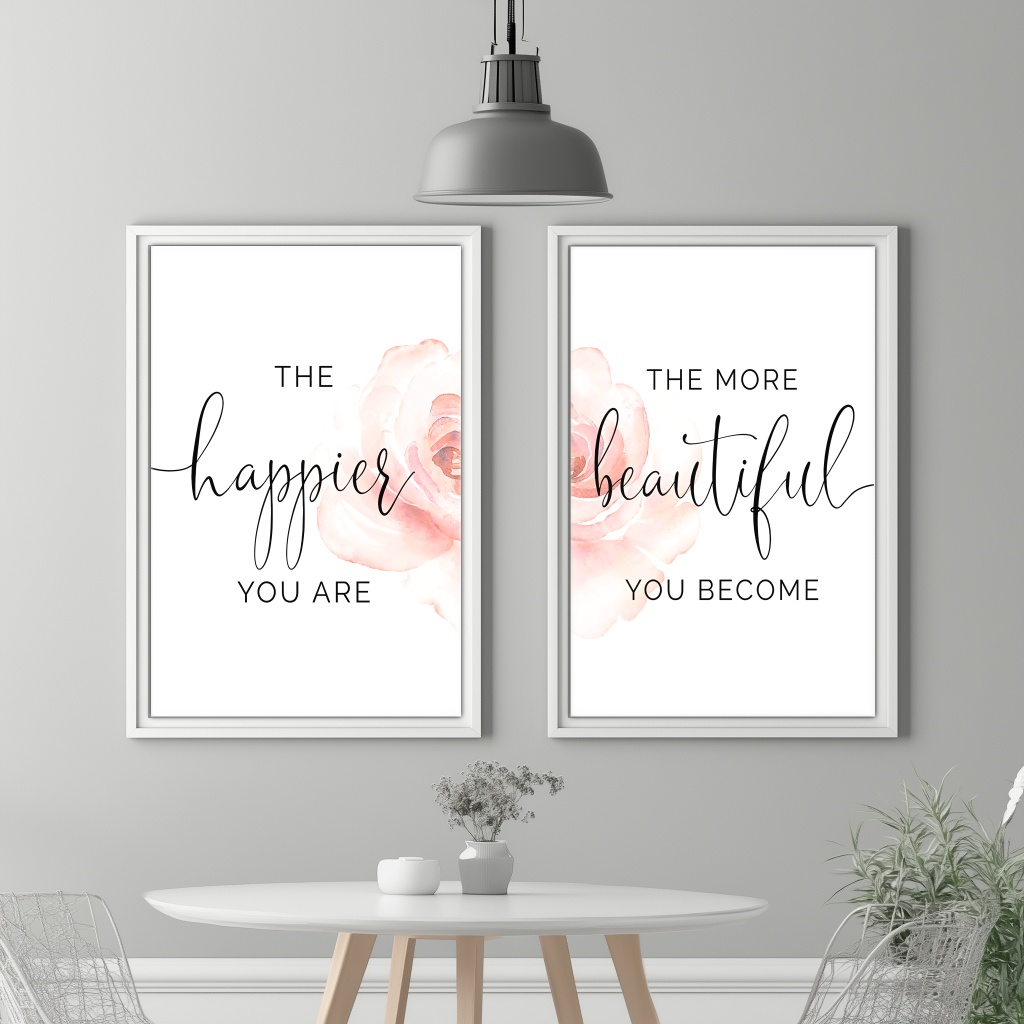 THE
happier
YOU ARE
THE MORE
beautiful
YOU BECOME